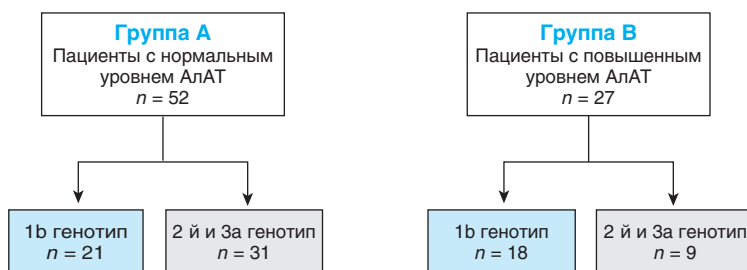 Группа А
Пациенты с нормальным
уровнем АлАТ
n = 52
1b генотип
n = 21
2 й и 3а генотип
n = 31
Группа В
Пациенты с повышенным
уровнем АлАТ
n = 27
1b генотип
n = 18
2 й и 3а генотип
n = 9